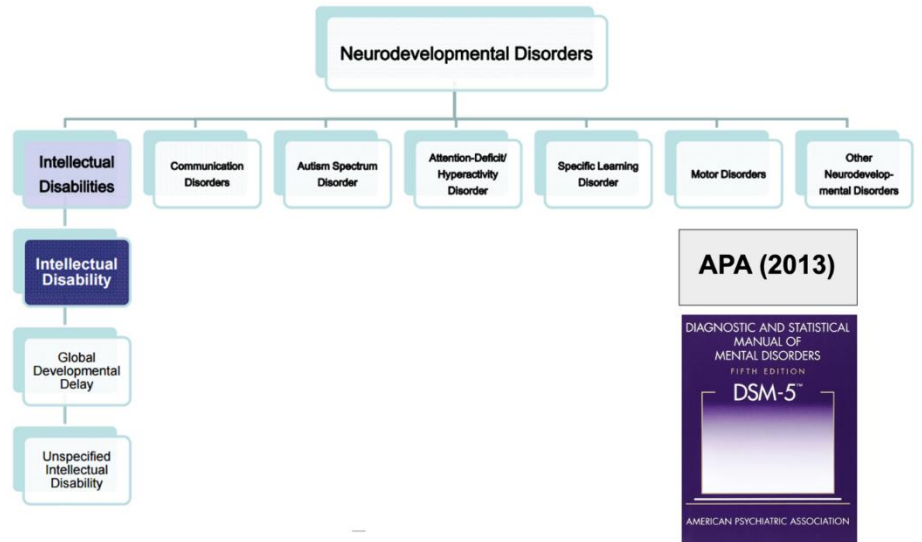 Neurodevelopmental Disorders
Intellectual
Disabilities
Communication
Disorders
Autism Spectrum
Disorder
Attention-Deficit/
Hyperactivity
Disorder
Specific Learning
Disorder
Motor Disorders
Other
Neurodevelop-
mental Disorders
Intellectual
Disability
Global
Developmental
Delay
Unspecified
Intellectual
Disability
APA (2013)
DIAGNOSTIC AND STATISTICAL
MANUAL OF
MENTAL DISORDERS
FIFTH EDITION
DSM-5™
AMERICAN PSYCHIATRIC ASSOCIATION